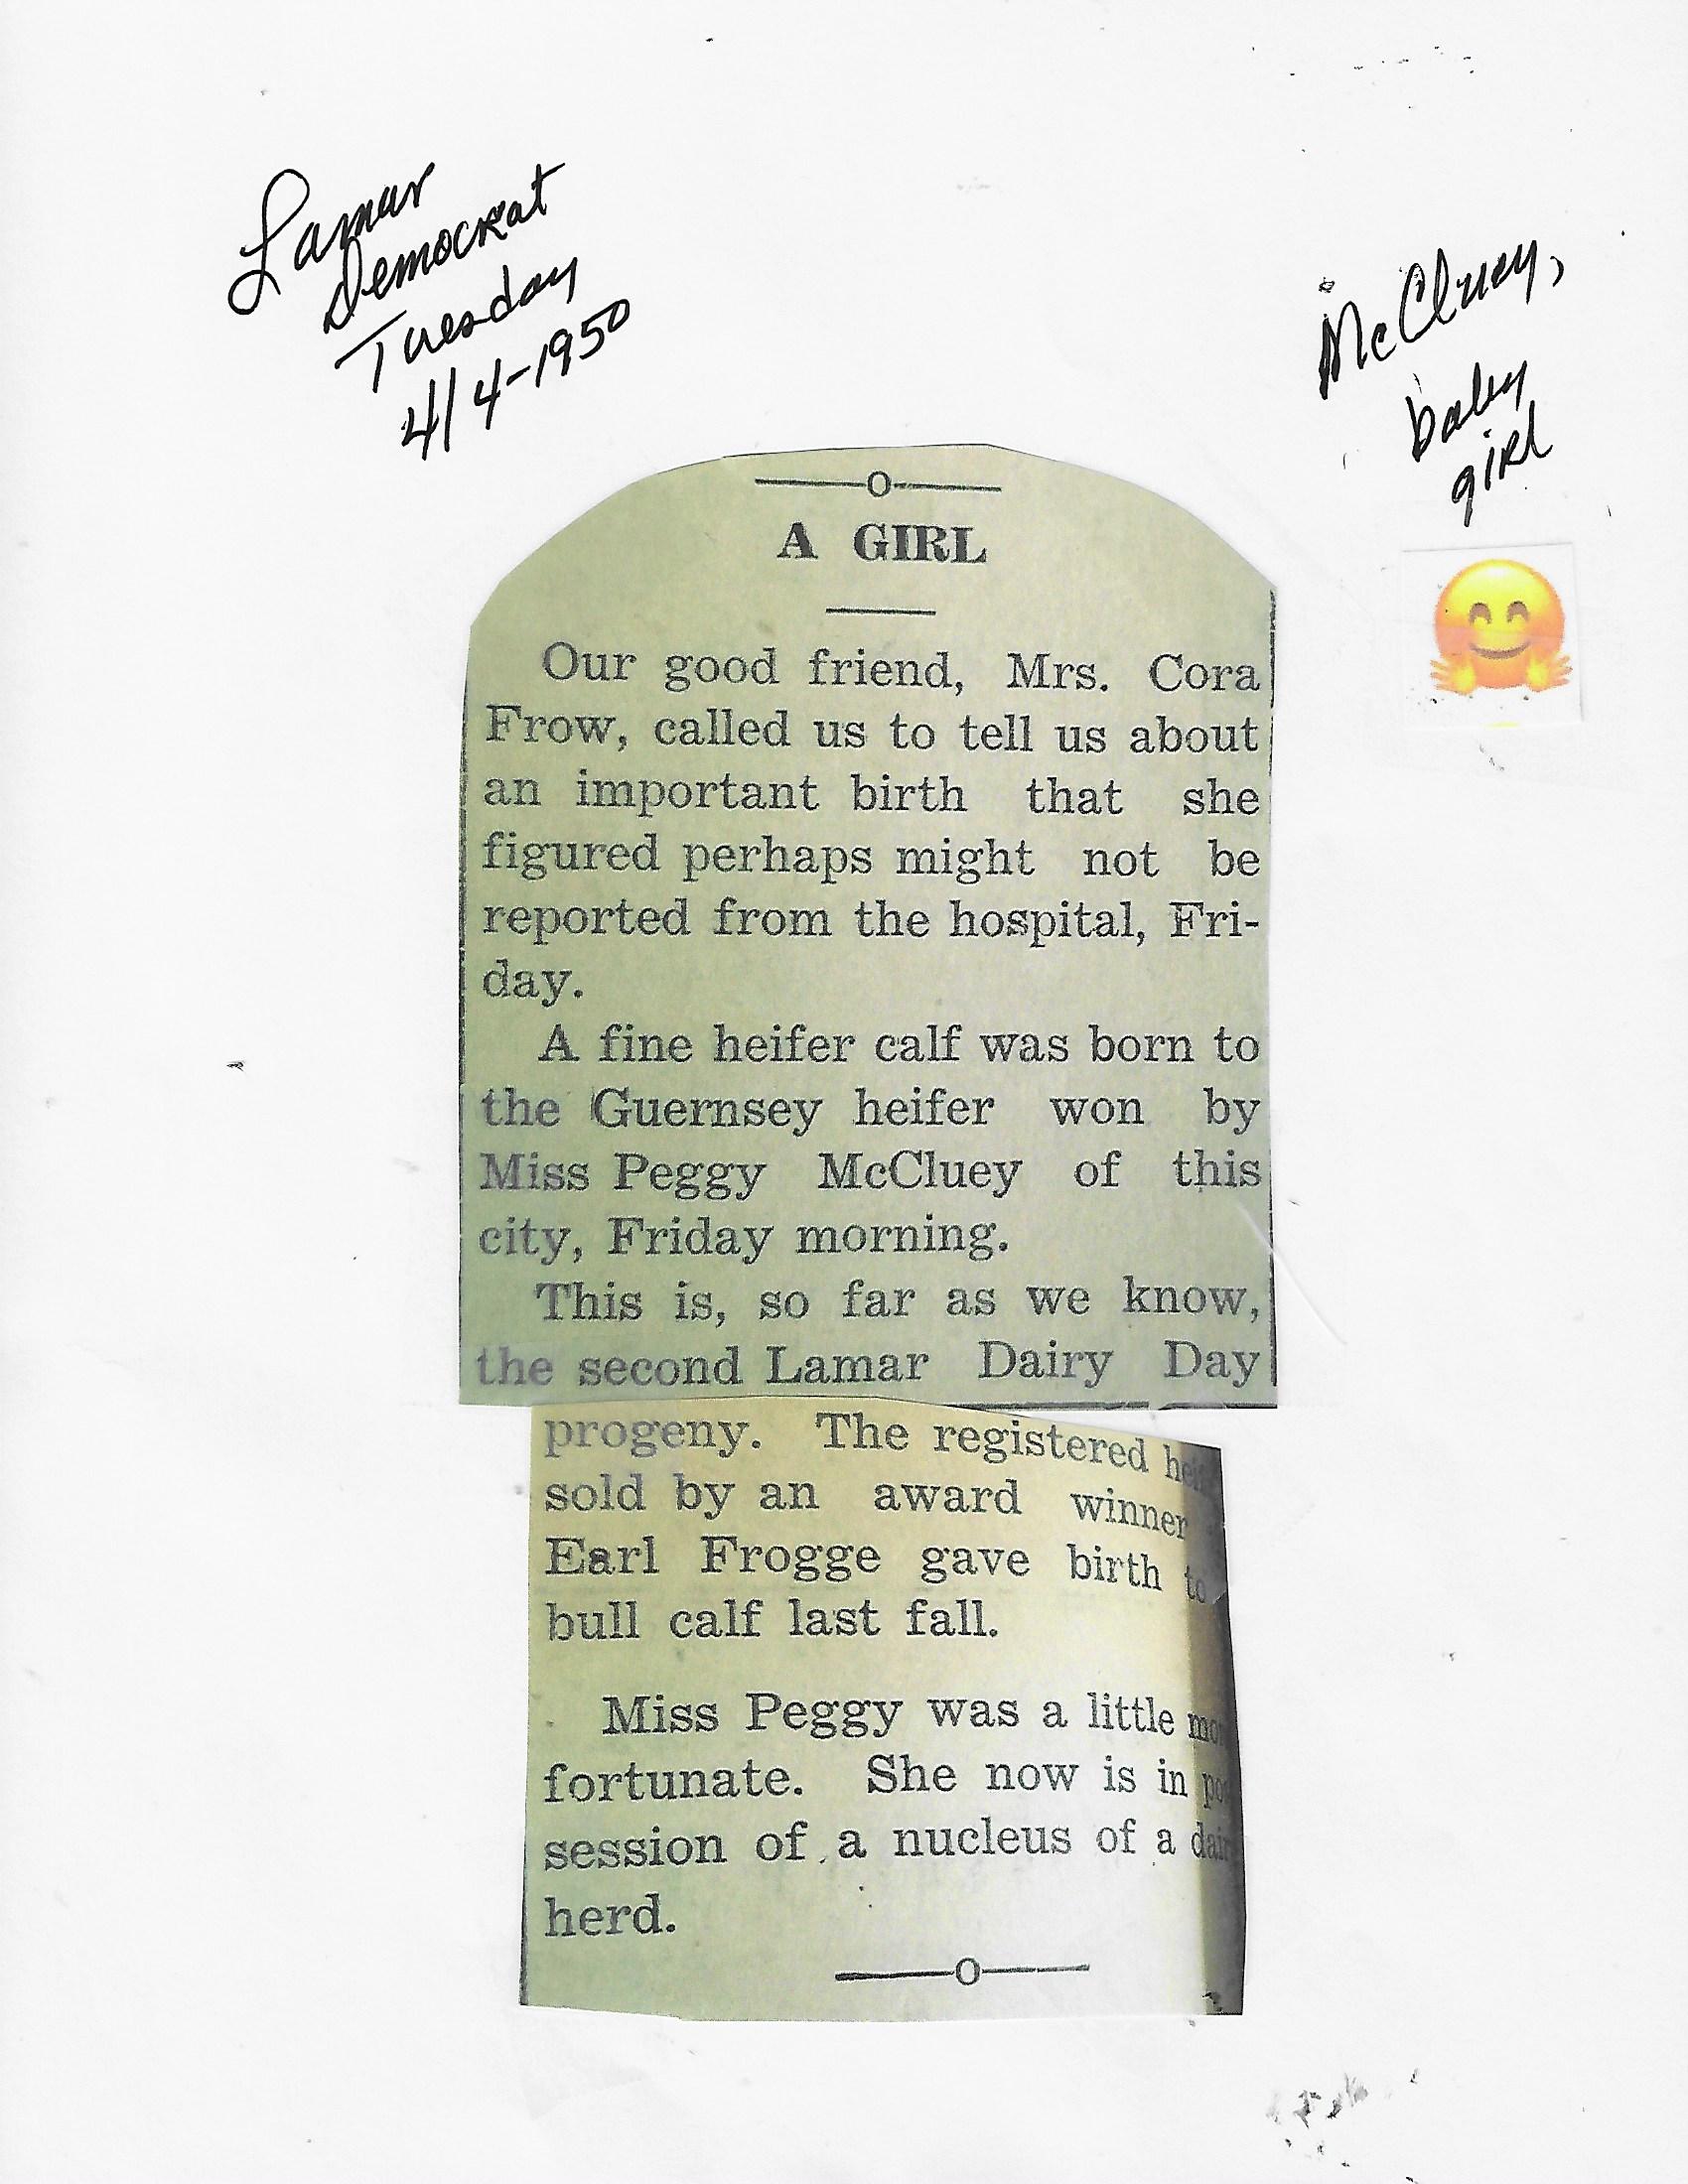 Lamar
Democrat
Tuesday
4/4-1950
McCluey,
baby
girl
A GIRL
Our good friend, Mrs. Cora
Frow, called us to tell us about
an important birth that she
figured perhaps might not be
reported from the hospital, Fri-
day.
A fine heifer calf was born to
the Guernsey heifer won by
Miss Peggy McCluey of this
city, Friday morning.
This is, so far as we know,
the second Lamar Dairy Day
progeny. The registered
sold by an award winner
Earl Frogge gave birth to
bull calf last fall.
Miss Peggy was a little
fortunate. She now is in
session of a nucleus of a
herd.